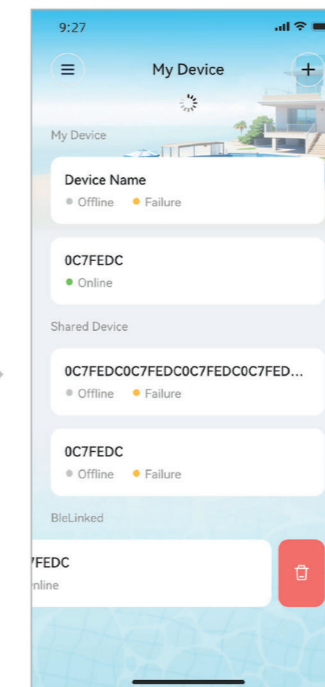 9:27
My Device
My Device
Device Name
Offline Failure
0C7FEDC
Online
Shared Device
0C7FEDC0C7FEDC0C7FEDC0C7FED...
Offline Failure
0C7FEDC
Offline Failure
BleLinked
7FEDC
nline